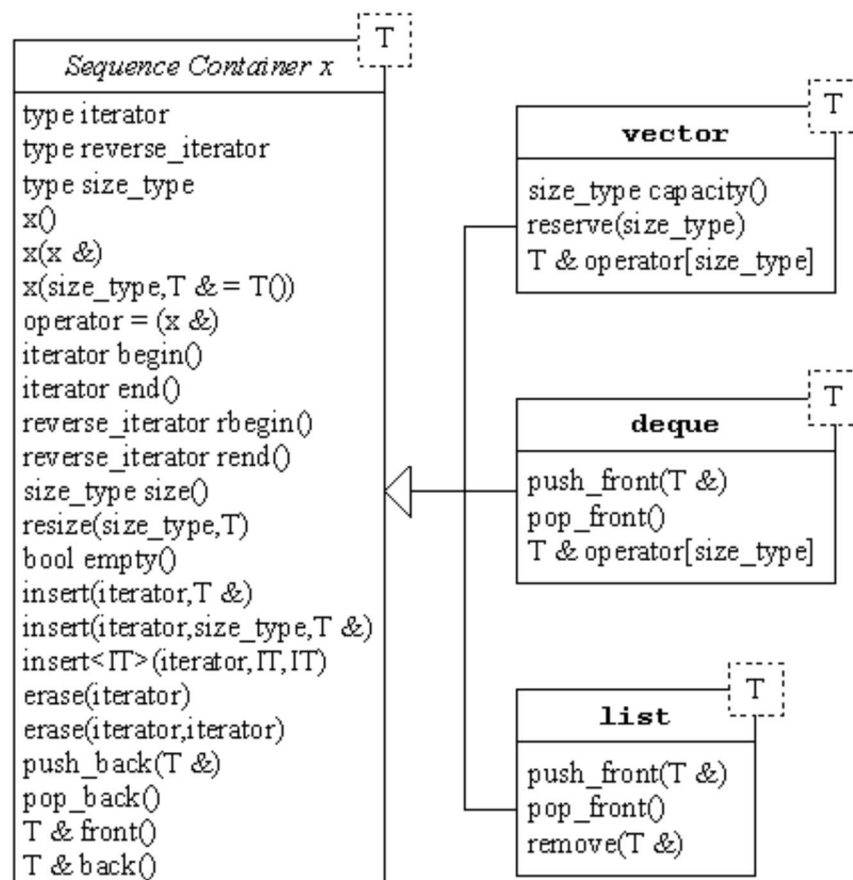 T
Sequence Container x
type iterator
type reverse_iterator
type size_type
x()
x(x &)
x(size_type,T & = T())
operator = (x &)
iterator begin()
iterator end()
reverse_iterator rbegin()
reverse_iterator rend()
size_type size()
resize(size_type,T)
bool empty()
insert(iterator,T &)
insert(iterator,size_type,T &)
insert<IT>(iterator,IT,IT)
erase(iterator)
erase(iterator,iterator)
push_back(T &)
pop_back()
T & front()
T & back()
T
vector
size_type capacity()
reserve(size_type)
T & operator[size_type]
T
deque
push_front(T &)
pop_front()
T & operator[size_type]
T
list
push_front(T &)
pop_front()
remove(T &)